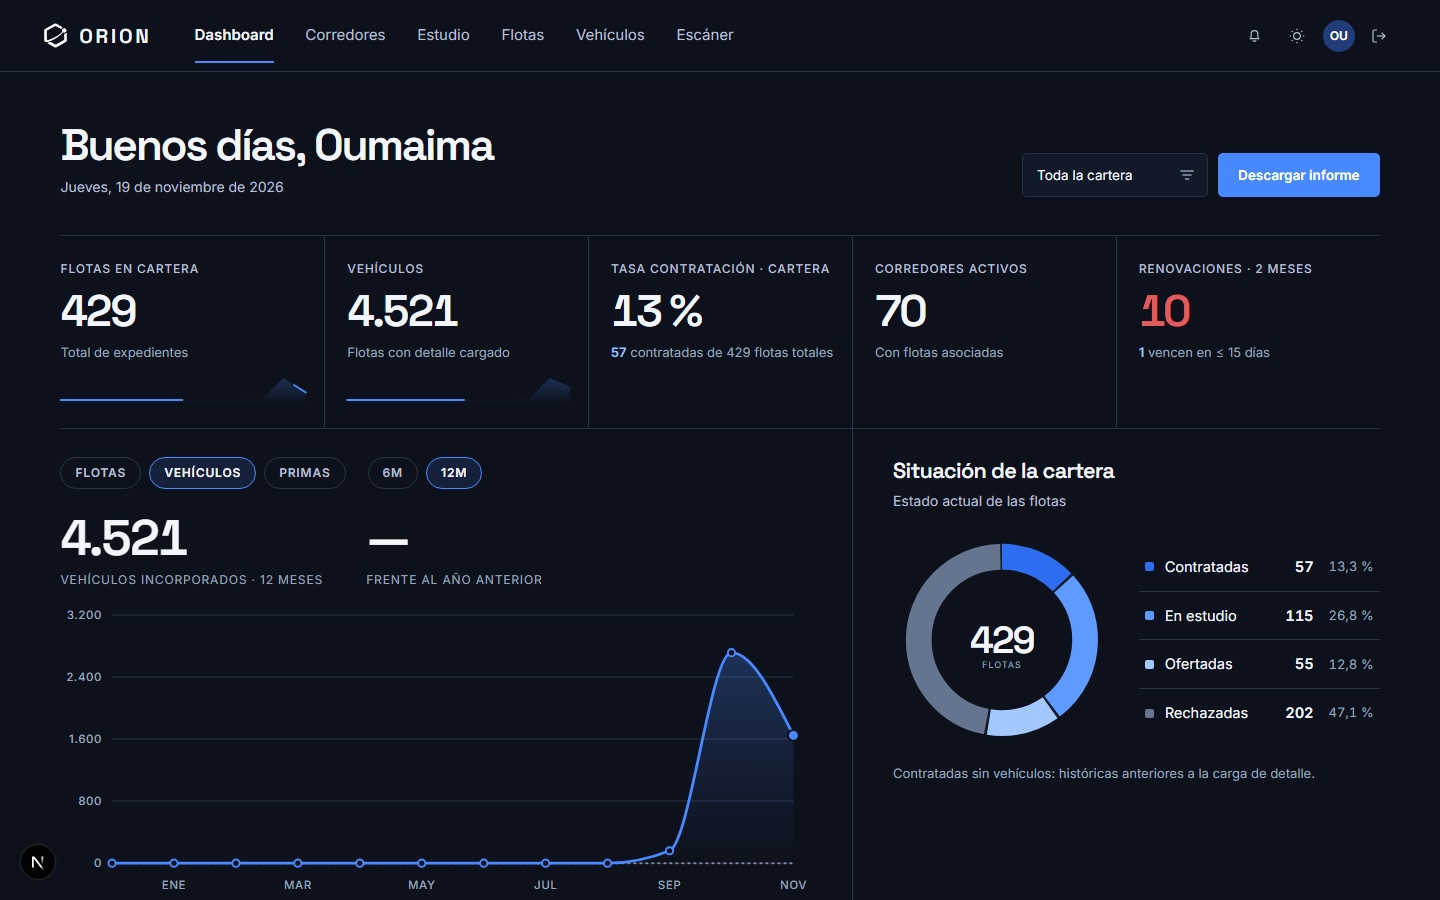 ORION
Dashboard Corredores Estudio Flotas Vehículos Escáner
OU
Buenos días, Oumaima
Jueves, 19 de noviembre de 2026
Toda la cartera
Descargar informe
FLOTAS EN CARTERA
429
Total de expedientes
VEHÍCULOS
4.521
Flotas con detalle cargado
TASA CONTRATACIÓN · CARTERA
13 %
57 contratadas de 429 flotas totales
CORREDORES ACTIVOS
70
Con flotas asociadas
RENOVACIONES · 2 MESES
10
1 vencen en ≤ 15 días
FLOTAS VEHÍCULOS PRIMAS 6M 12M
4.521
VEHÍCULOS INCORPORADOS · 12 MESES
—
FRENTE AL AÑO ANTERIOR
3.200
2.400
1.600
800
0
ENE MAR MAY JUL SEP NOV
N
Situación de la cartera
Estado actual de las flotas
429
FLOTAS
Contratadas 57 13,3 %
En estudio 115 26,8 %
Ofertadas 55 12,8 %
Rechazadas 202 47,1 %
Contratadas sin vehículos: históricas anteriores a la carga de detalle.